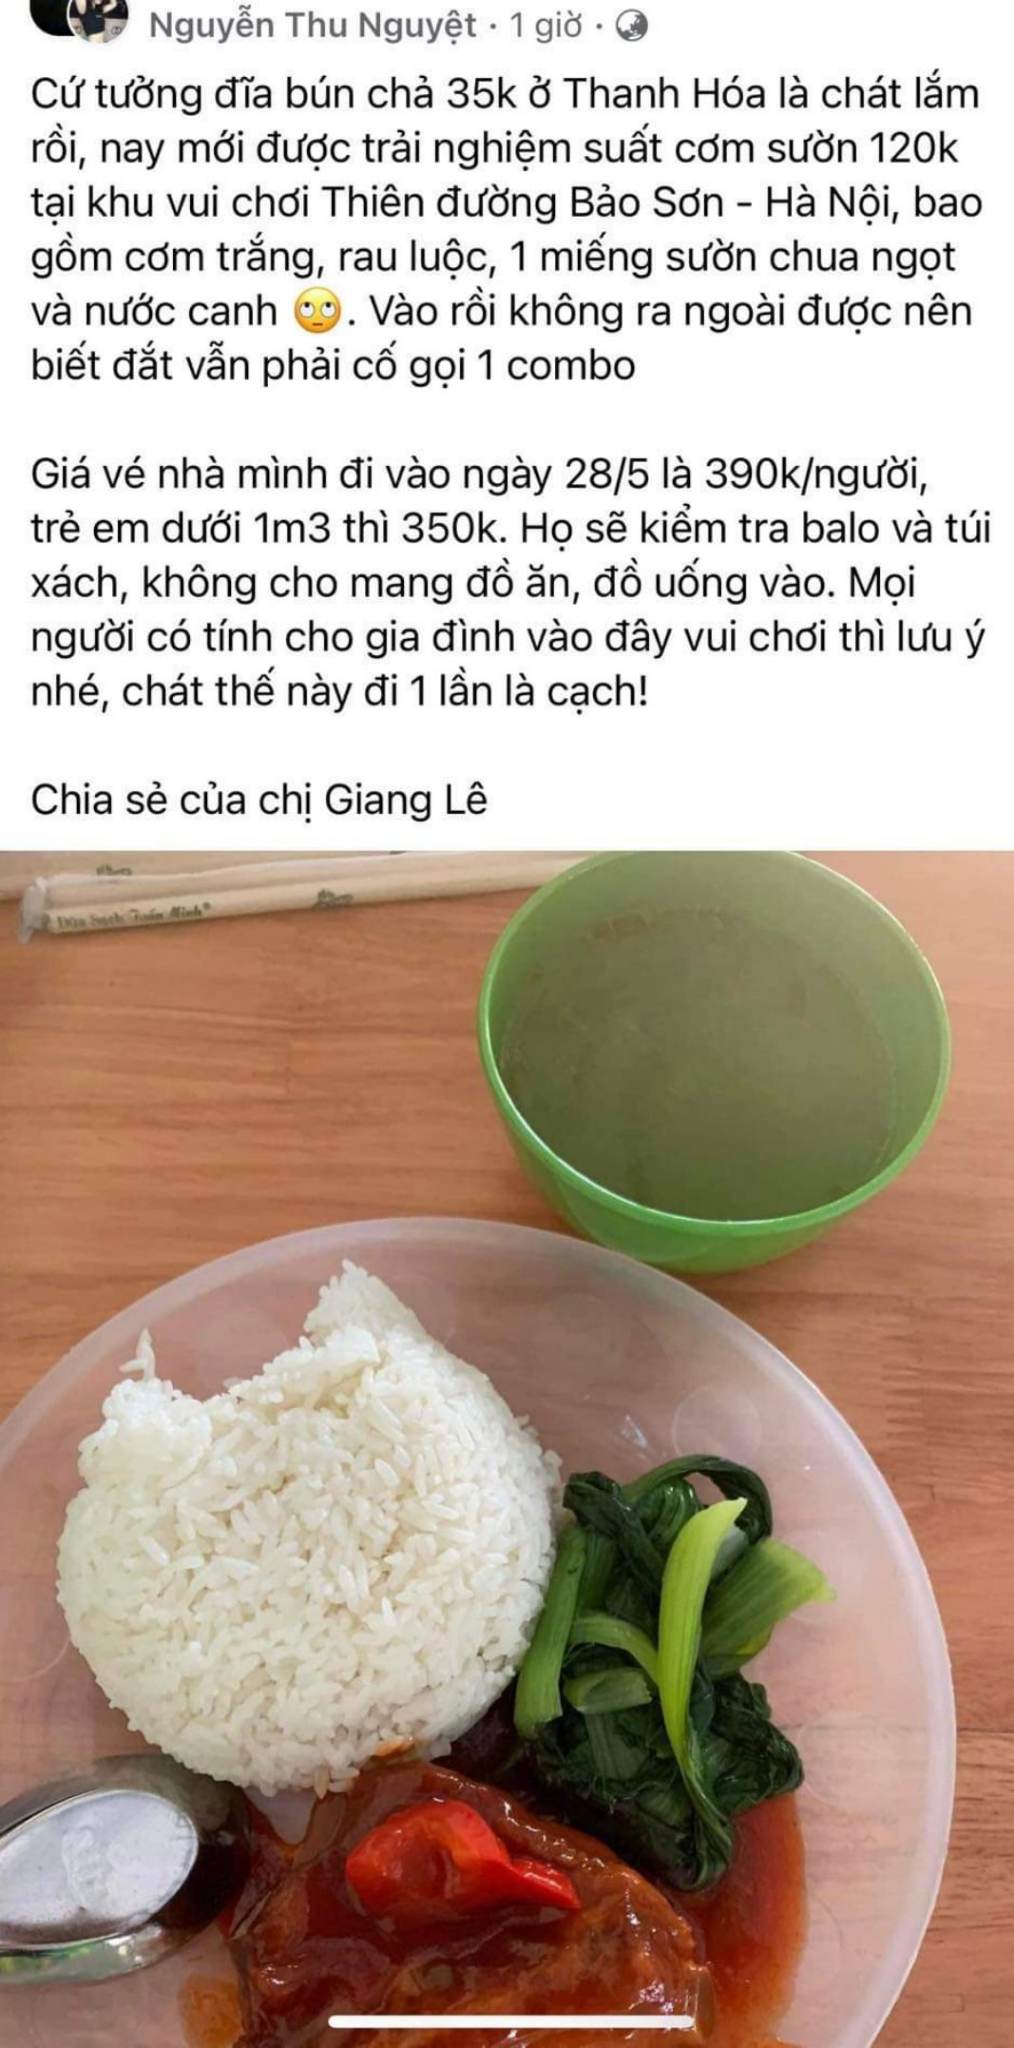 Nguyễn Thu Nguyệt · 1 giờ ·
Cứ tưởng đĩa bún chả 35k ở Thanh Hóa là chát lắm
rồi, nay mới được trải nghiệm suất cơm sườn 120k
tại khu vui chơi Thiên đường Bảo Sơn - Hà Nội, bao
gồm cơm trắng, rau luộc, 1 miếng sườn chua ngọt
và nước canh 🙄. Vào rồi không ra ngoài được nên
biết đắt vẫn phải cố gọi 1 combo
Giá vé nhà mình đi vào ngày 28/5 là 390k/người,
trẻ em dưới 1m3 thì 350k. Họ sẽ kiểm tra balo và túi
xách, không cho mang đồ ăn, đồ uống vào. Mọi
người có tính cho gia đình vào đây vui chơi thì lưu ý
nhé, chát thế này đi 1 lần là cạch!
Chia sẻ của chị Giang Lê
Đũa Sạch Tuấn Minh